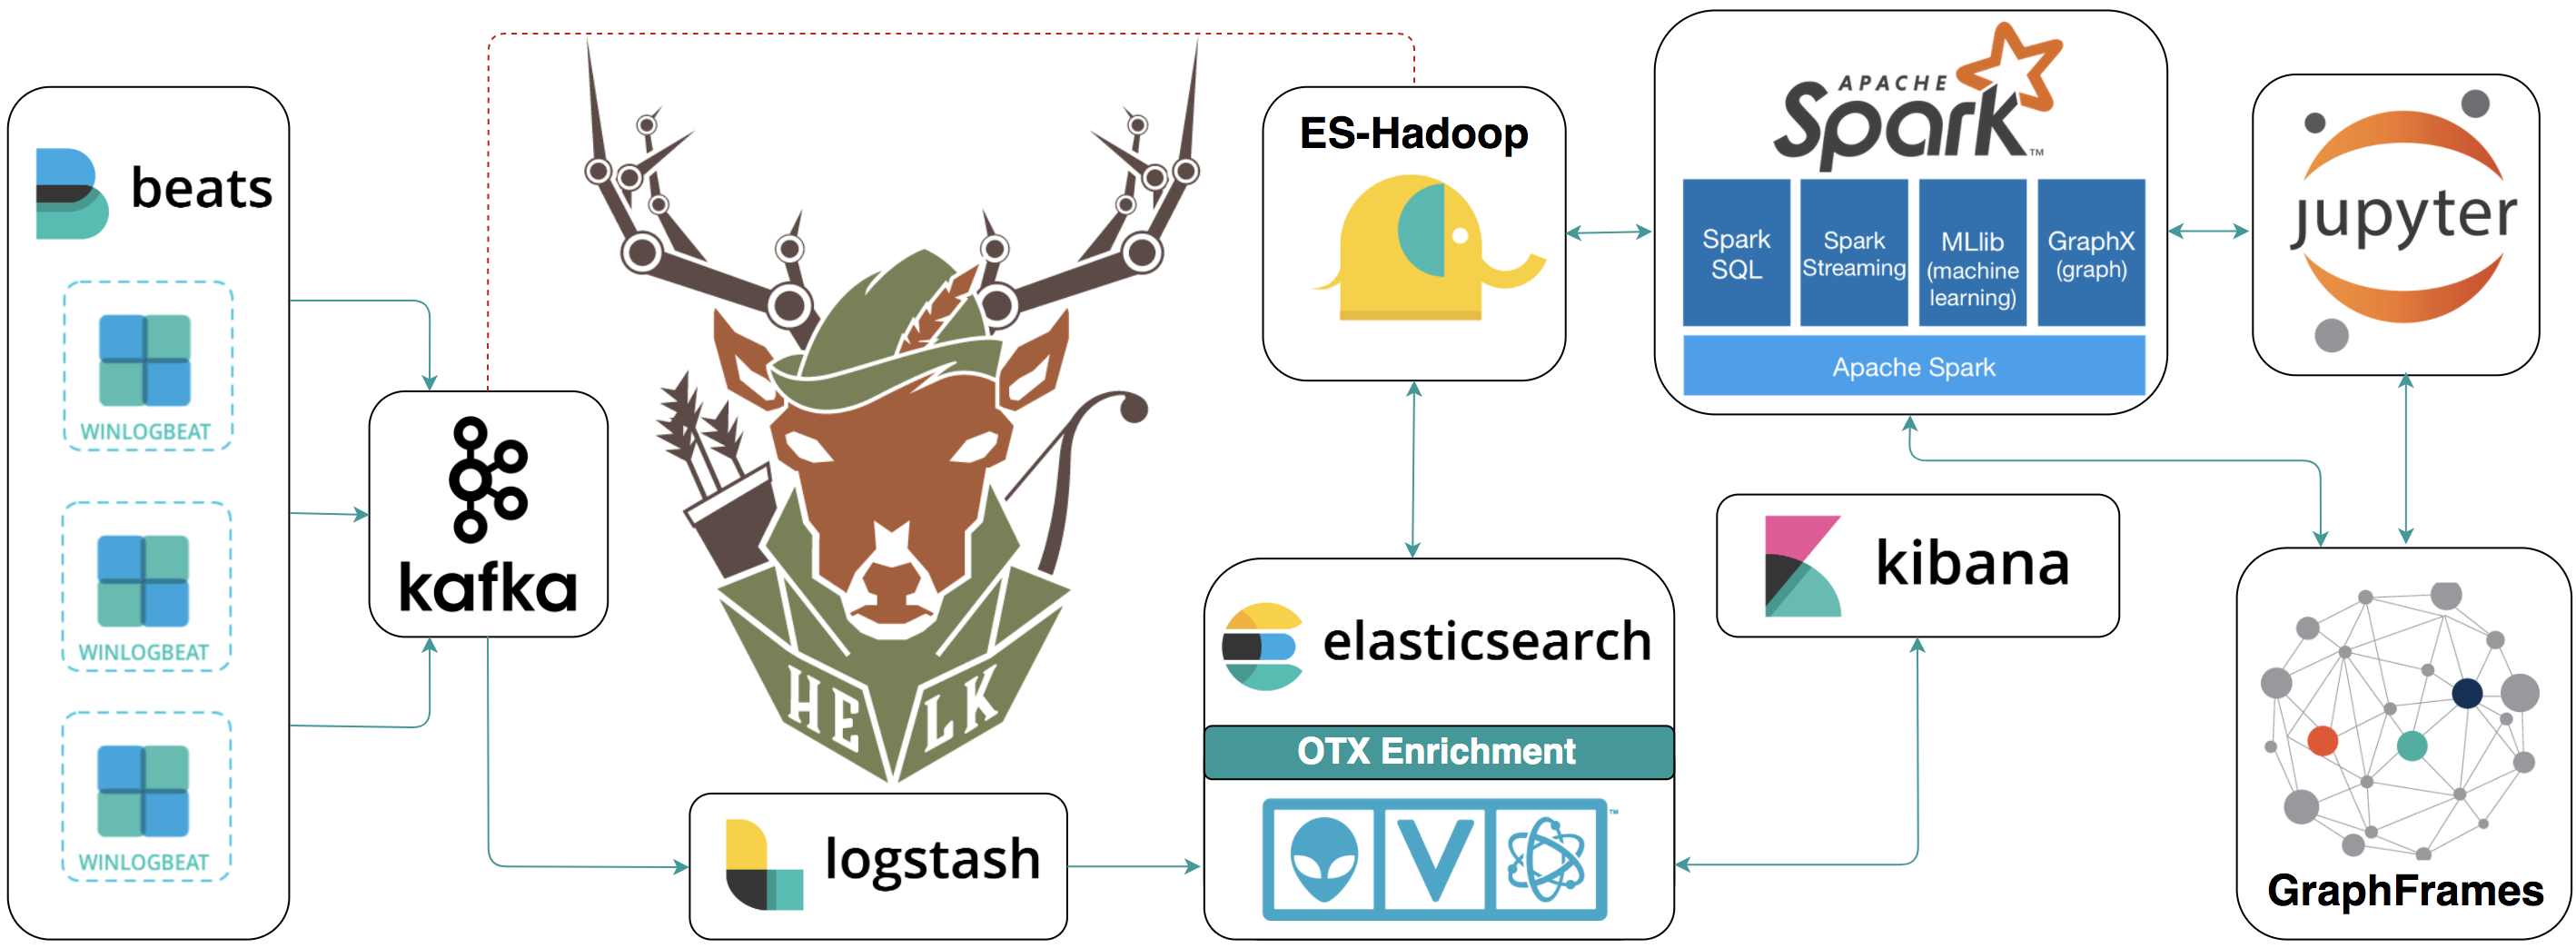 beats
WINLOGBEAT
WINLOGBEAT
WINLOGBEAT
kafka
HE LK
logstash
ES-Hadoop
elasticsearch
OTX Enrichment
V
™
APACHE
Spark™
Spark
SQL
Spark
Streaming
MLlib
(machine
learning)
GraphX
(graph)
Apache Spark
kibana
jupyter
GraphFrames